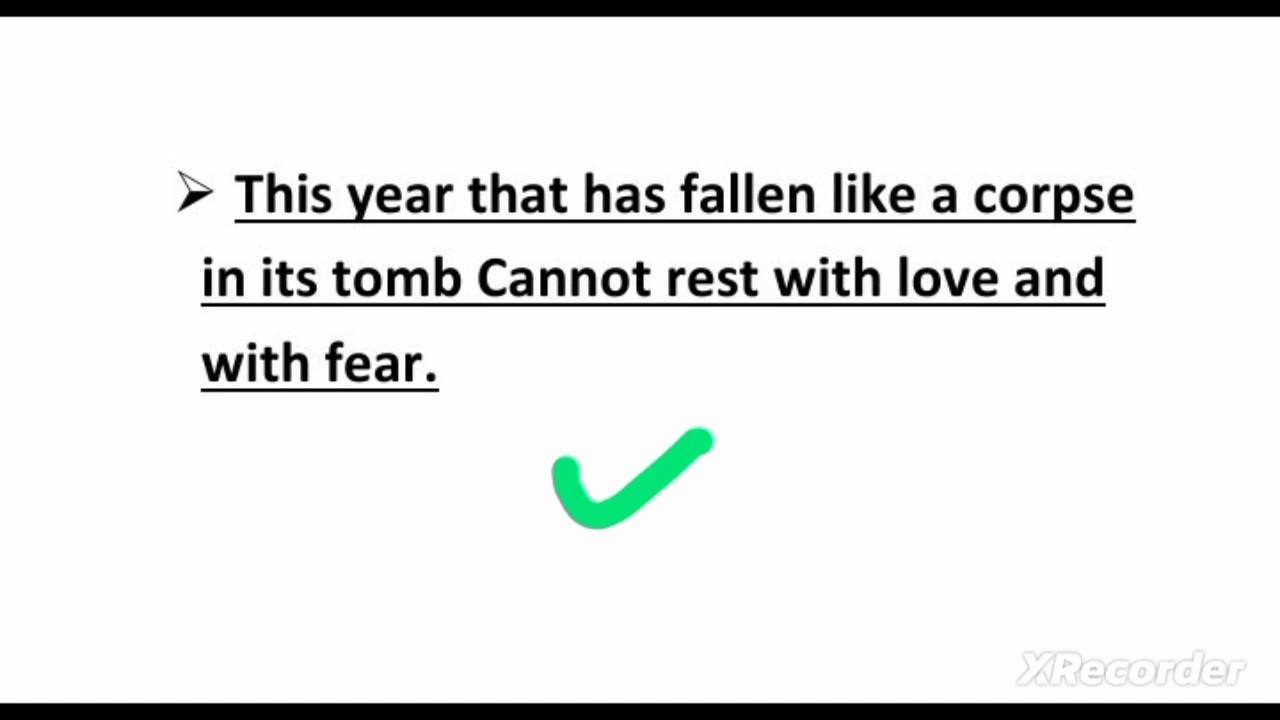 ➢ This year that has fallen like a corpse
in its tomb Cannot rest with love and
with fear.
XRecorder